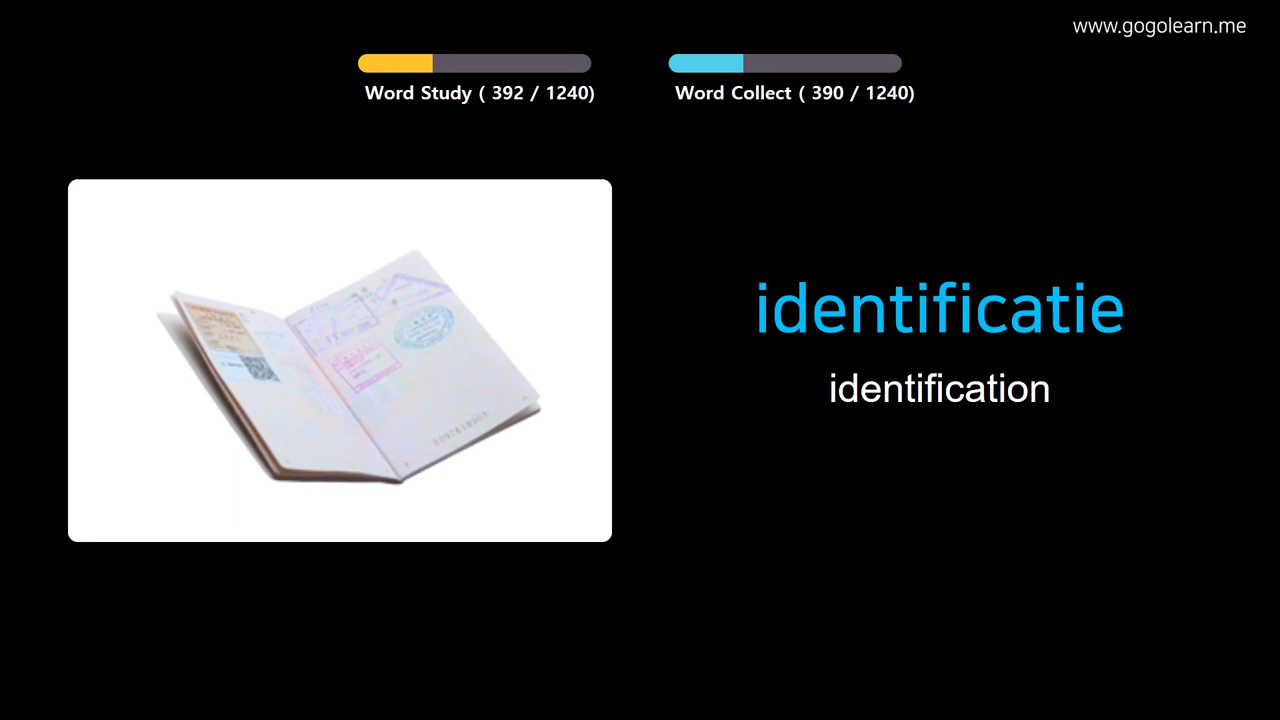 www.gogolearn.me
Word Study ( 392 / 1240)
Word Collect ( 390 / 1240)
identificatie
identification